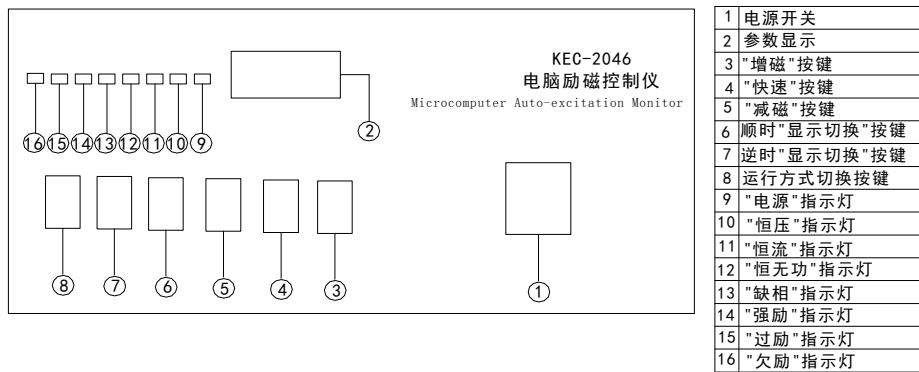 KEC-2046
电脑励磁控制仪
Microcomputer Auto-excitation Monitor
②
⑯ ⑮ ⑭ ⑬ ⑫ ⑪ ⑩ ⑨
⑧ ⑦ ⑥ ⑤ ④ ③ ①
1 电源开关
2 参数显示
3 "增磁"按键
4 "快速"按键
5 "减磁"按键
6 顺时"显示切换"按键
7 逆时"显示切换"按键
8 运行方式切换按键
9 "电源"指示灯
10 "恒压"指示灯
11 "恒流"指示灯
12 "恒无功"指示灯
13 "缺相"指示灯
14 "强励"指示灯
15 "过励"指示灯
16 "欠励"指示灯